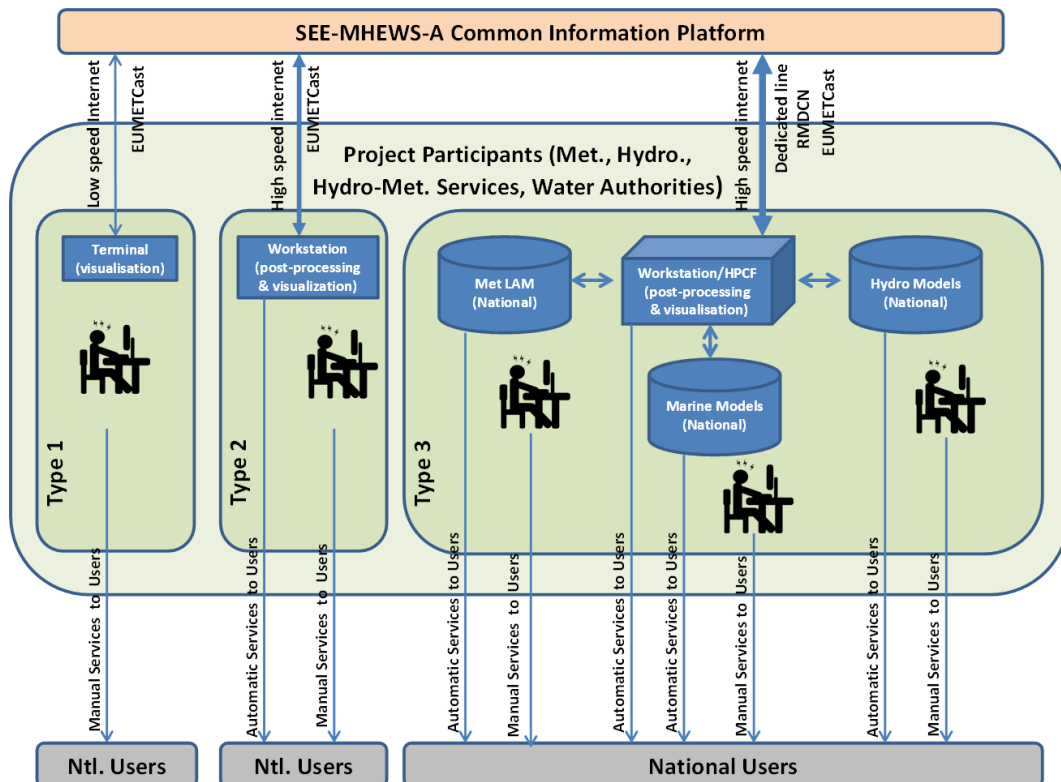 SEE-MHEWS-A Common Information Platform
Low speed Internet
EUMETCast
High speed internet
EUMETCast
High speed internet
Dedicated line
RMDCN
EUMETCast
Project Participants (Met., Hydro.,
Hydro-Met. Services, Water Authorities)
Type 1
Terminal
(visualisation)
Type 2
Workstation
(post-processing
& visualization)
Type 3
Met LAM
(National)
Workstation/HPCF
(post-processing
& visualisation)
Hydro Models
(National)
Marine Models
(National)
Manual Services to Users
Automatic Services to Users
Manual Services to Users
Automatic Services to Users
Manual Services to Users
Automatic Services to Users
Automatic Services to Users
Manual Services to Users
Automatic Services to Users
Manual Services to Users
Ntl. Users
Ntl. Users
National Users